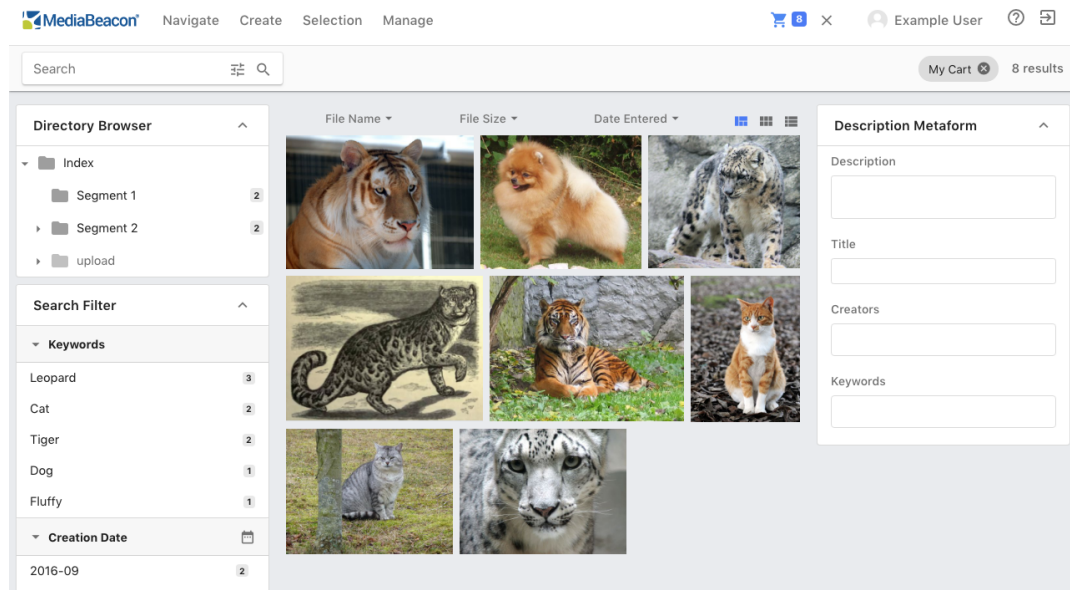 MediaBeacon® Navigate Create Selection Manage 8 Example User
Search My Cart 8 results
Directory Browser
Index
Segment 1 2
Segment 2 2
upload
Search Filter
Keywords
Leopard 3
Cat 2
Tiger 2
Dog 1
Fluffy 1
Creation Date
2016-09 2
File Name File Size Date Entered
Description Metaform
Description
Title
Creators
Keywords